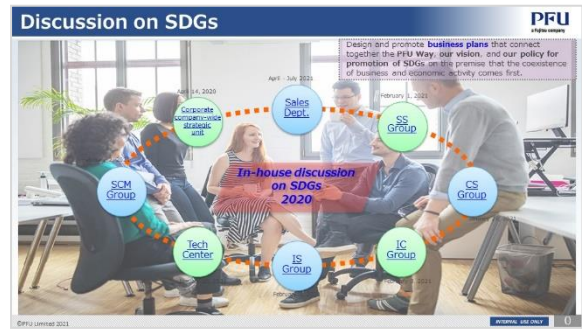 Discussion on SDGs
PFU
a Fujitsu company
Design and promote business plans that connect
together the PFU Way, our vision, and our policy for
promotion of SDGs on the premise that the coexistence
of business and economic activity comes first.
April - July 2021
April 14, 2020
February 1, 2021
Sales
Dept.
Corporate
company-wide
strategic
unit
SS
Group
In-house discussion
on SDGs
2020
SCM
Group
CS
Group
Tech
Center
IS
Group
IC
Group
©PFU Limited 2021
INTERNAL USE ONLY
0